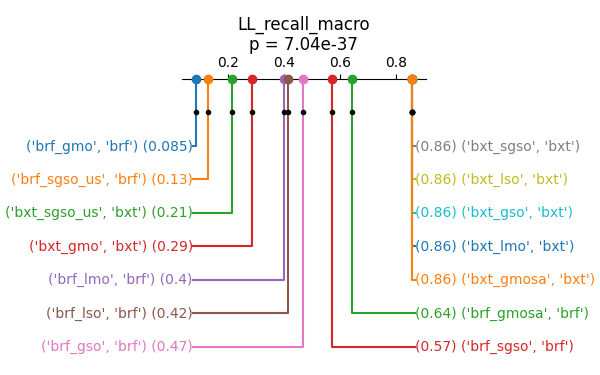 LL_recall_macro
p = 7.04e-37
0.2 0.4 0.6 0.8
('brf_gmo', 'brf') (0.085)
(0.86) ('bxt_sgso', 'bxt')
('brf_sgso_us', 'brf') (0.13)
(0.86) ('bxt_lso', 'bxt')
('bxt_sgso_us', 'bxt') (0.21)
(0.86) ('bxt_gso', 'bxt')
('bxt_gmo', 'bxt') (0.29)
(0.86) ('bxt_lmo', 'bxt')
('brf_lmo', 'brf') (0.4)
(0.86) ('bxt_gmosa', 'bxt')
('brf_lso', 'brf') (0.42)
(0.64) ('brf_gmosa', 'brf')
('brf_gso', 'brf') (0.47)
(0.57) ('brf_sgso', 'brf')